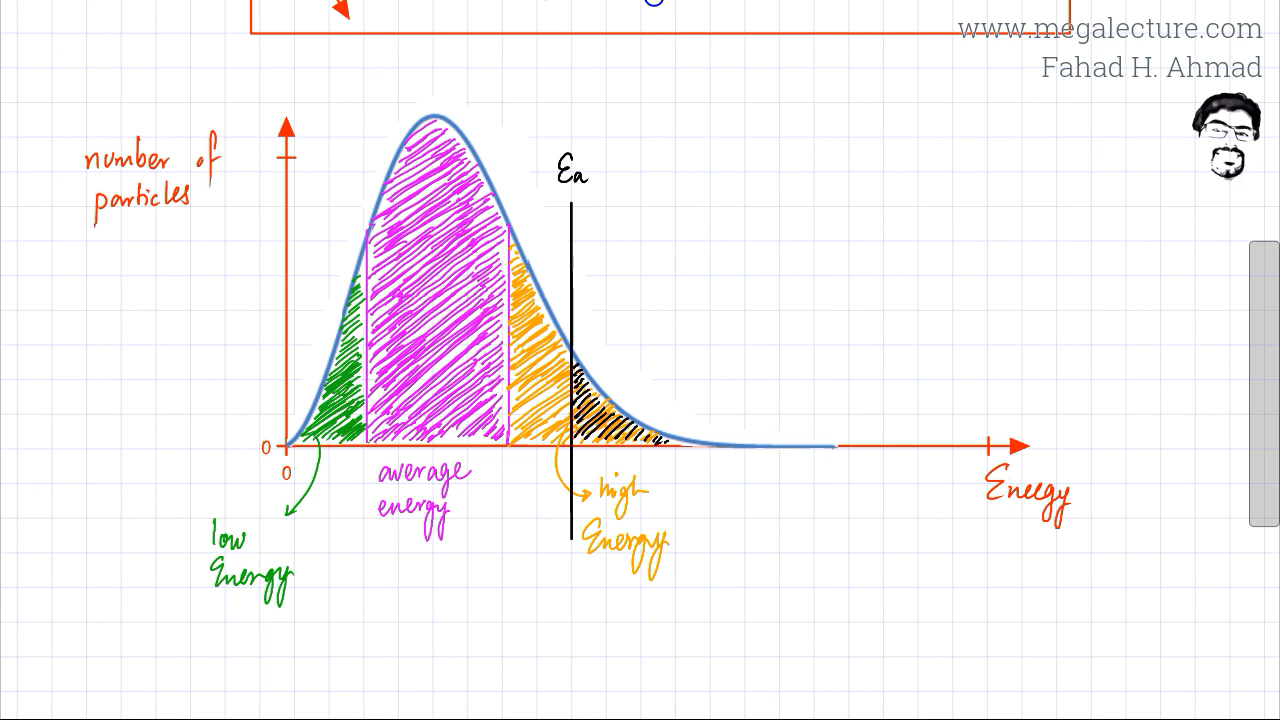 www.megalecture.com
Fahad H. Ahmad
number of
particles
Ea
0
0
average
energy
high
Energy
Energy
low
Energy